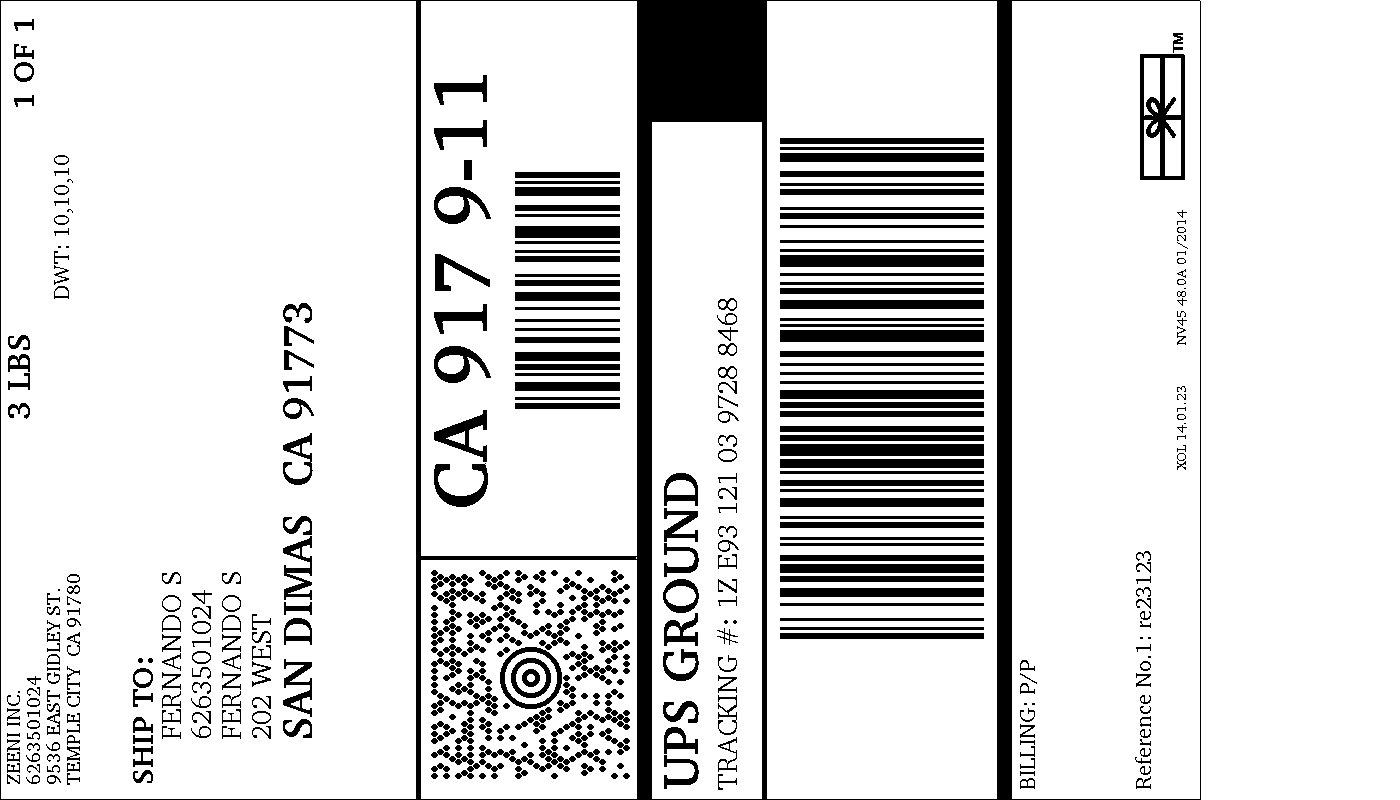 ZEENI INC.
6263501024
9536 EAST GIDLEY ST.
TEMPLE CITY CA 91780
3 LBS
1 OF 1
DWT: 10,10,10
SHIP TO:
FERNANDO S
6263501024
FERNANDO S
202 WEST
SAN DIMAS CA 91773
CA 917 9-11
UPS GROUND
TRACKING #: 1Z E93 121 03 9728 8468
BILLING: P/P
Reference No.1: re23123
XOL 14.01.23 NV45 48.0A 01/2014
TM